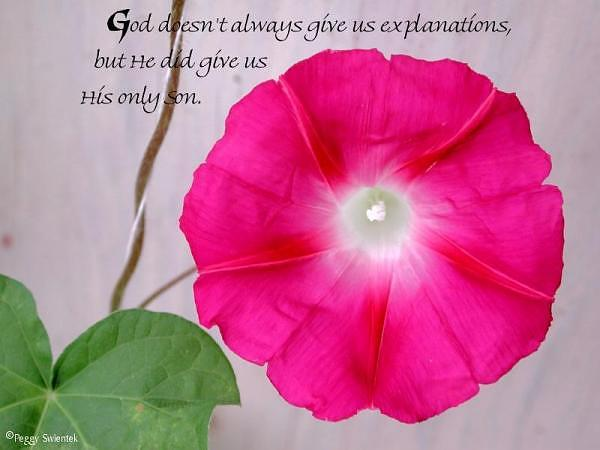 God doesn't always give us explanations,
but He did give us
His only Son.
©Peggy Swientek